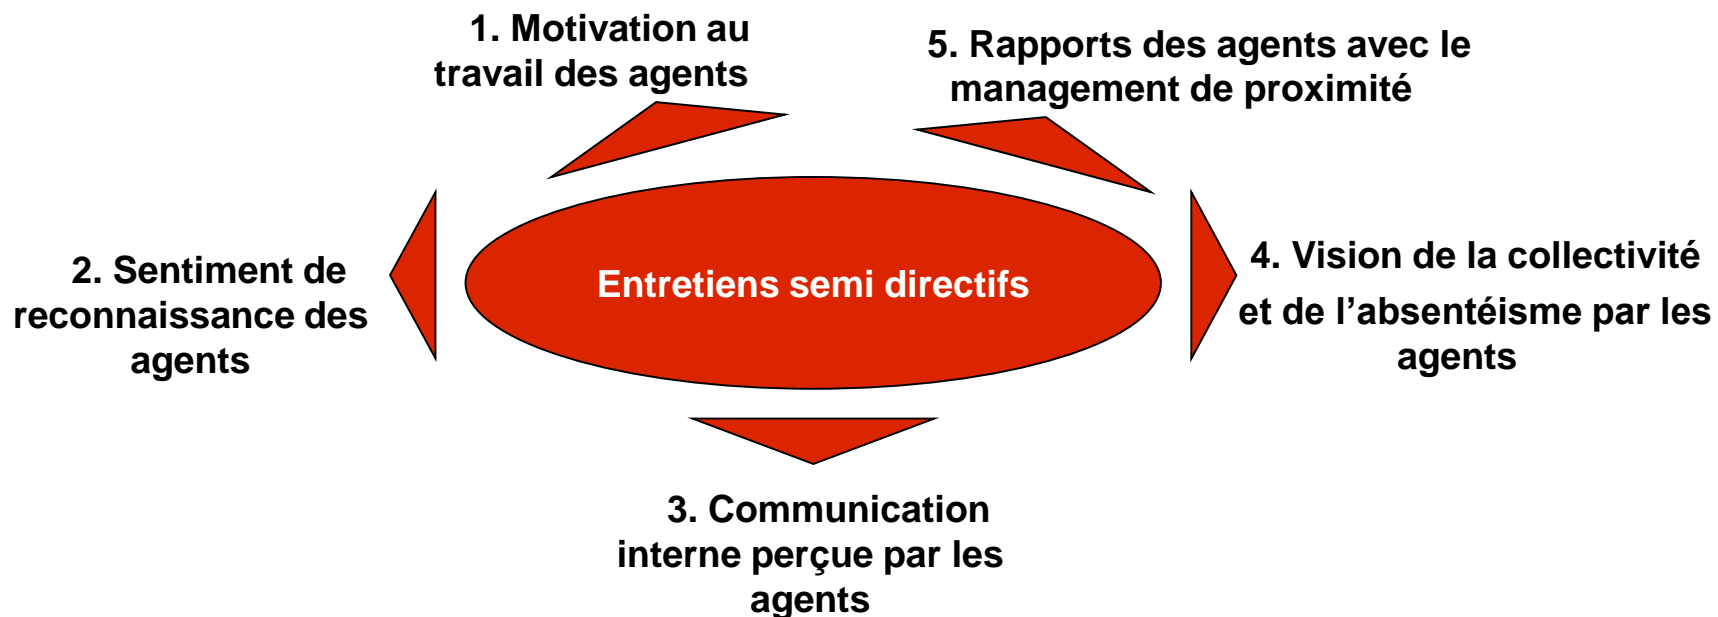 1. Motivation au
travail des agents
5. Rapports des agents avec le
management de proximité
2. Sentiment de
reconnaissance des
agents
Entretiens semi directifs
4. Vision de la collectivité
et de l’absentéisme par les
agents
3. Communication
interne perçue par les
agents